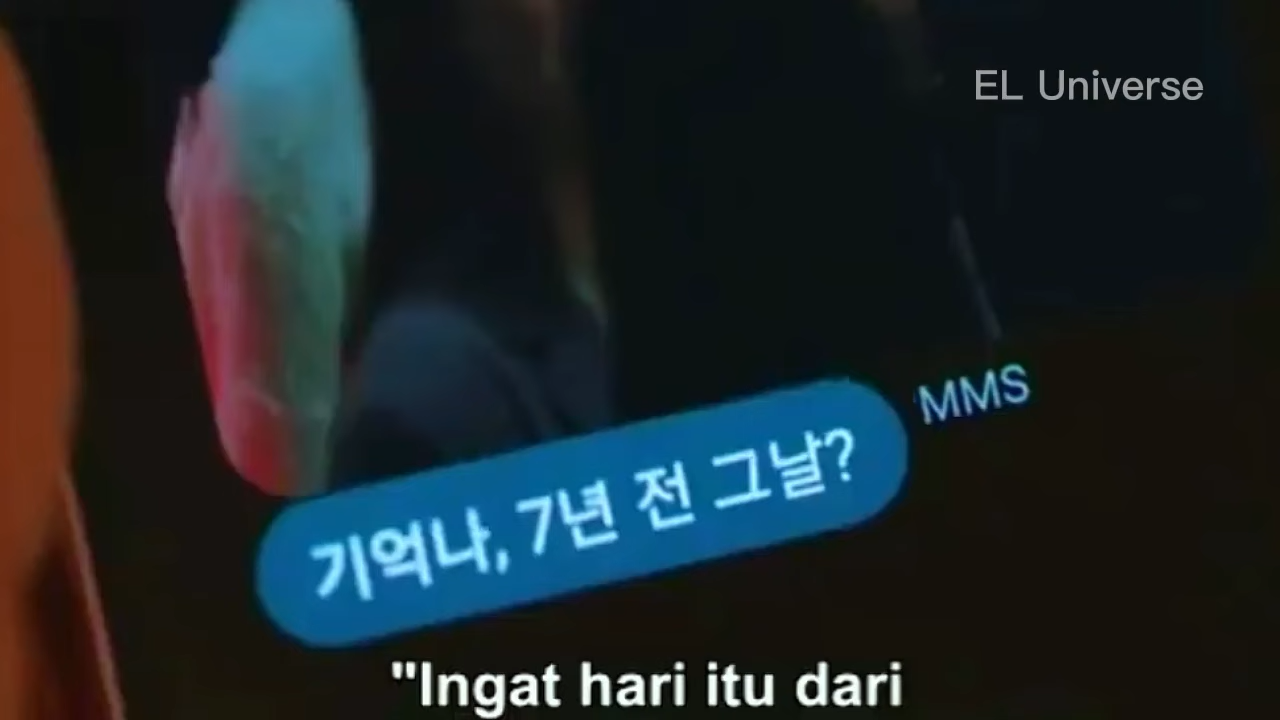 EL Universe
MMS
기억나, 7년 전 그날?
"Ingat hari itu dari